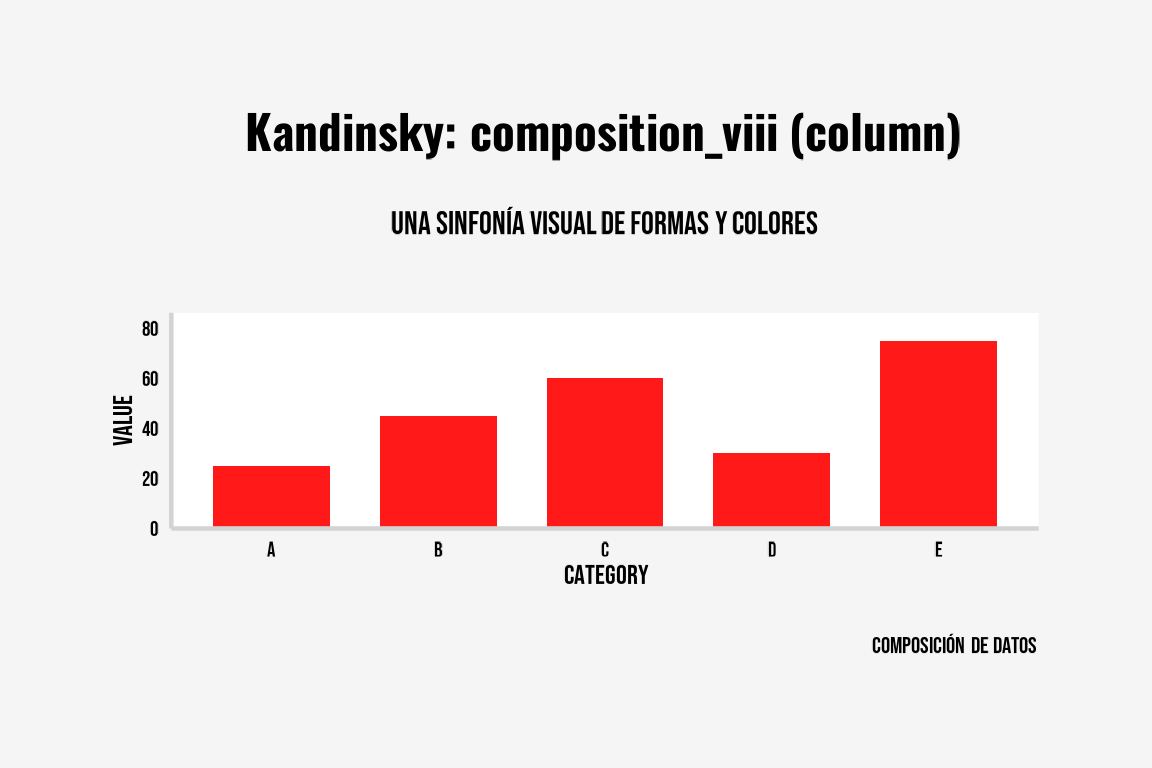 Kandinsky: composition_viii (column)
UNA SINFONÍA VISUAL DE FORMAS Y COLORES
80
60
40
20
0
VALUE
A B C D E
CATEGORY
COMPOSICIÓN DE DATOS